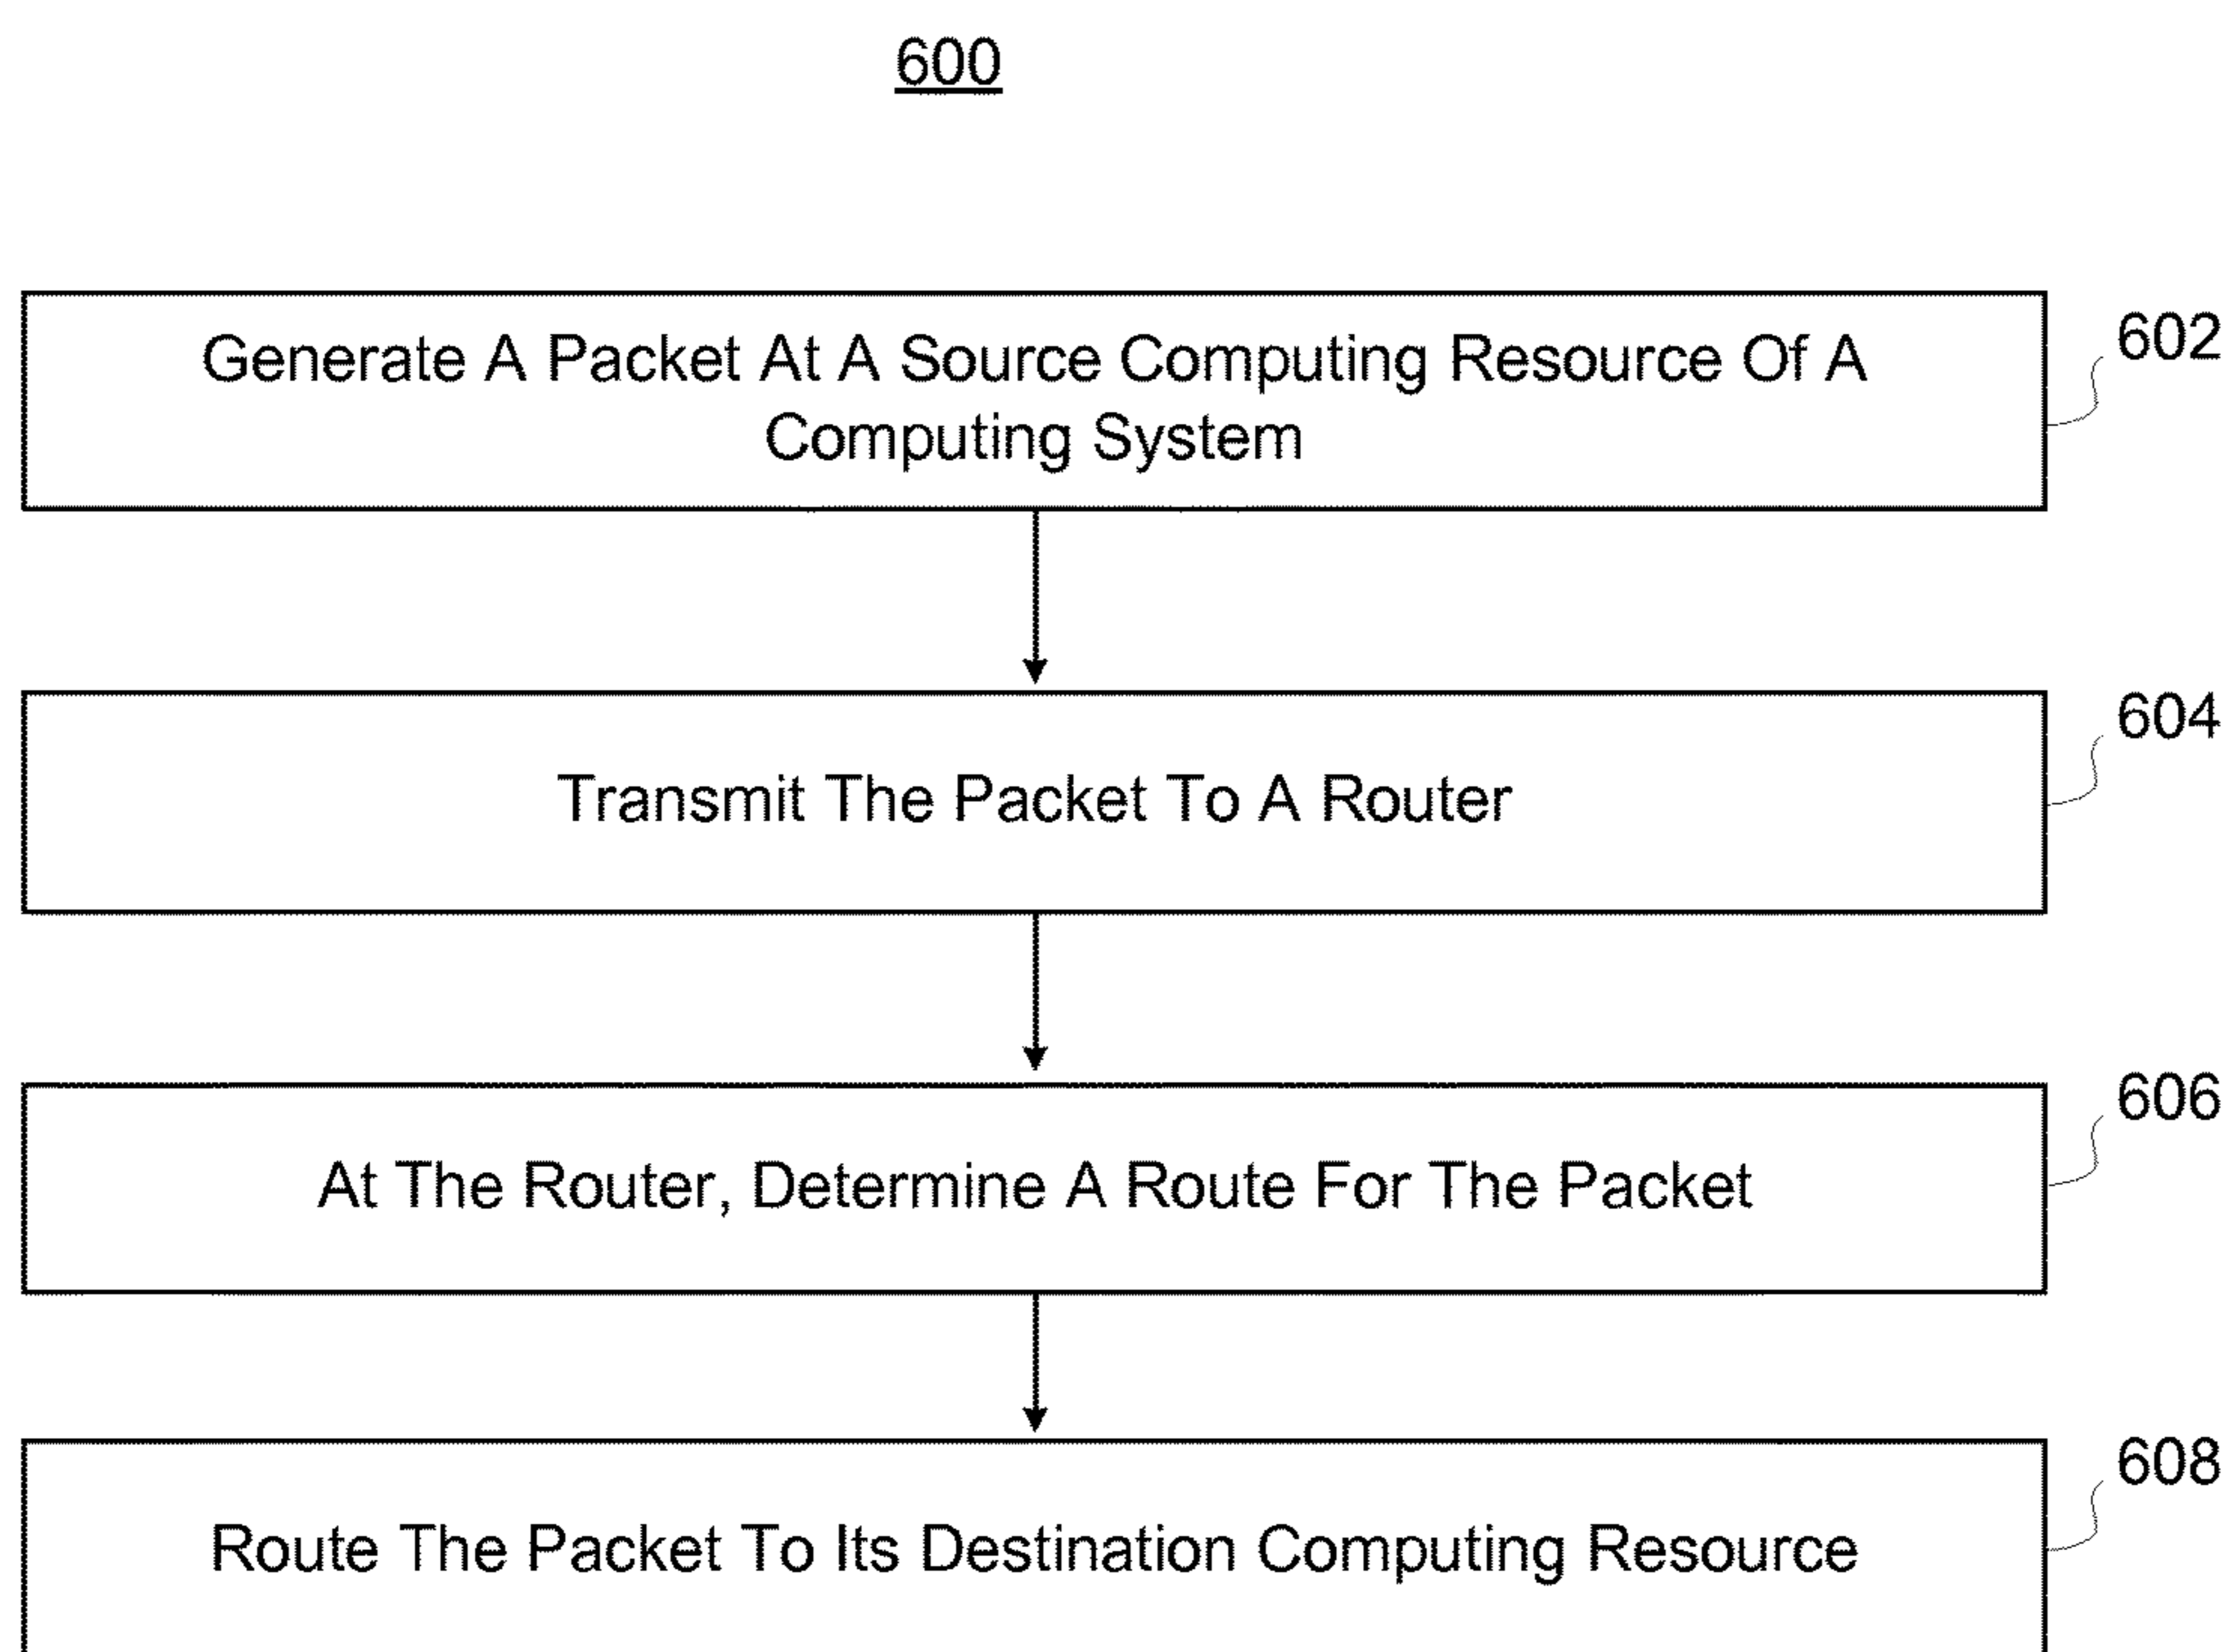 600
Generate A Packet At A Source Computing Resource Of A
Computing System
602
Transmit The Packet To A Router
604
At The Router, Determine A Route For The Packet
606
Route The Packet To Its Destination Computing Resource
608